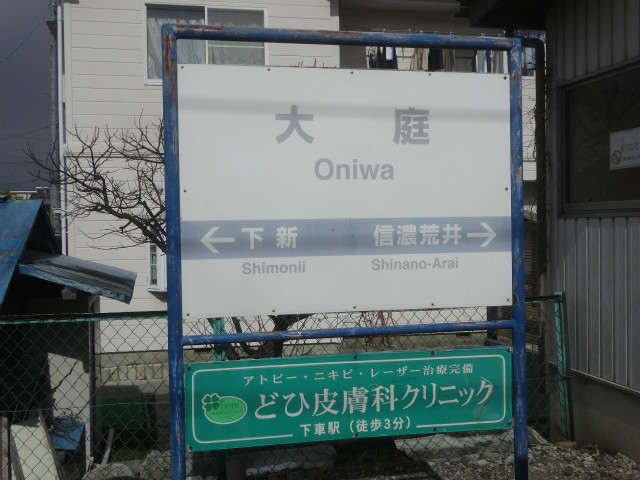 大庭
Oniwa
←下新 信濃荒井→
Shimonii Shinano-Arai
アトピー・ニキビ・レーザー治療完備
どひ皮膚科クリニック
下車駅（徒歩3分）